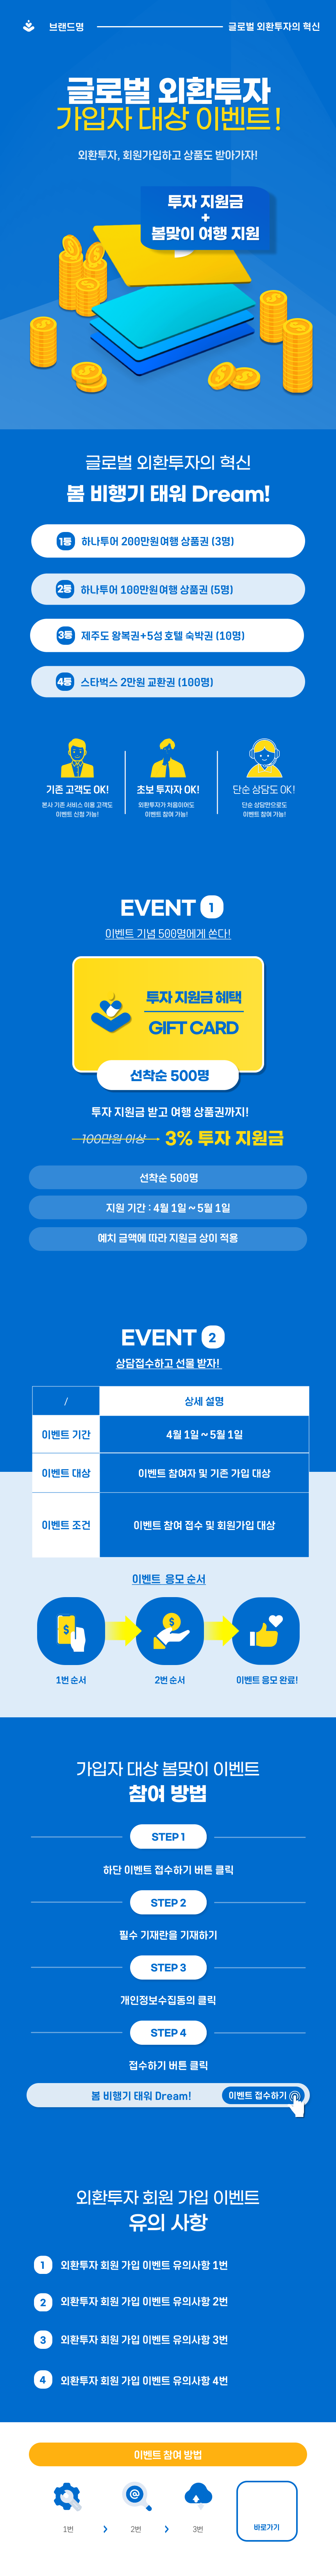 브랜드명
글로벌 외환투자의 혁신
글로벌 외환투자
가입자 대상 이벤트!
외환투자, 회원가입하고 상품도 받아가자!
투자 지원금
+
봄맞이 여행 지원
글로벌 외환투자의 혁신
봄 비행기 태워 Dream!
1등 하나투어 200만원여행 상품권 (3명)
2등 하나투어 100만원여행 상품권 (5명)
3등 제주도 왕복권+5성 호텔 숙박권 (10명)
4등 스타벅스 2만원 교환권 (100명)
기존 고객도 OK!
본사 기존 서비스 이용 고객도
이벤트 신청 가능!
초보 투자자 OK!
외환투자가 처음이어도
이벤트 참여 가능!
단순 상담도 OK!
단순 상담만으로도
이벤트 참여 가능!
EVENT 1
이벤트 기념 500명에게 쏜다!
투자 지원금 혜택
GIFT CARD
선착순 500명
투자 지원금 받고 여행 상품권까지!
100만원 이상 3% 투자 지원금
선착순 500명
지원 기간 : 4월 1일 ~ 5월 1일
예치 금액에 따라 지원금 상이 적용
EVENT 2
상담접수하고 선물 받자!
/ 상세 설명
이벤트 기간 4월 1일 ~ 5월 1일
이벤트 대상 이벤트 참여자 및 기존 가입 대상
이벤트 조건 이벤트 참여 접수 및 회원가입 대상
이벤트 응모 순서
1번 순서
2번 순서
이벤트 응모 완료!
가입자 대상 봄맞이 이벤트
참여 방법
STEP 1
하단 이벤트 접수하기 버튼 클릭
STEP 2
필수 기재란을 기재하기
STEP 3
개인정보수집동의 클릭
STEP 4
접수하기 버튼 클릭
봄 비행기 태워 Dream!
이벤트 접수하기
외환투자 회원 가입 이벤트
유의 사항
1 외환투자 회원 가입 이벤트 유의사항 1번
2 외환투자 회원 가입 이벤트 유의사항 2번
3 외환투자 회원 가입 이벤트 유의사항 3번
4 외환투자 회원 가입 이벤트 유의사항 4번
이벤트 참여 방법
1번
2번
3번
바로가기